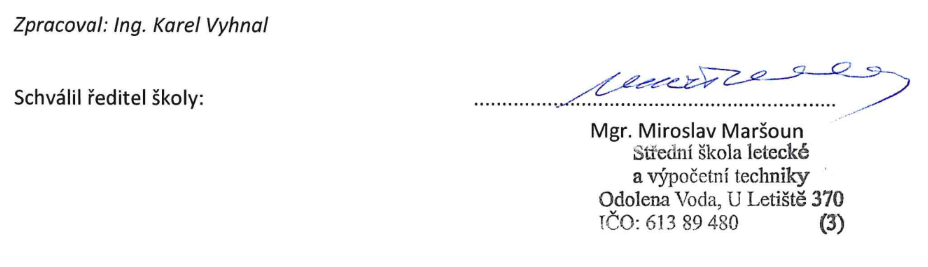 Zpracoval: Ing. Karel Vyhnal
Schválil ředitel školy: ........................................................
Mgr. Miroslav Maršoun
Střední škola letecké
a výpočetní techniky
Odolena Voda, U Letiště 370
IČO: 613 89 480 (3)